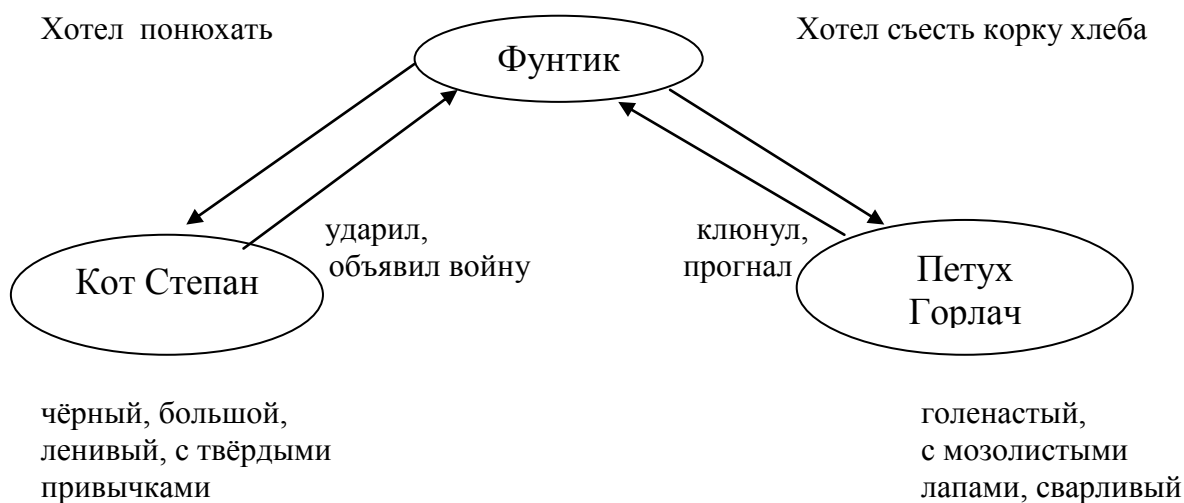 Хотел понюхать
Хотел съесть корку хлеба
Фунтик
ударил,
объявил войну
клюнул,
прогнал
Кот Степан
Петух
Горлач
чёрный, большой,
ленивый, с твёрдыми
привычками
голенастый,
с мозолистыми
лапами, сварливый